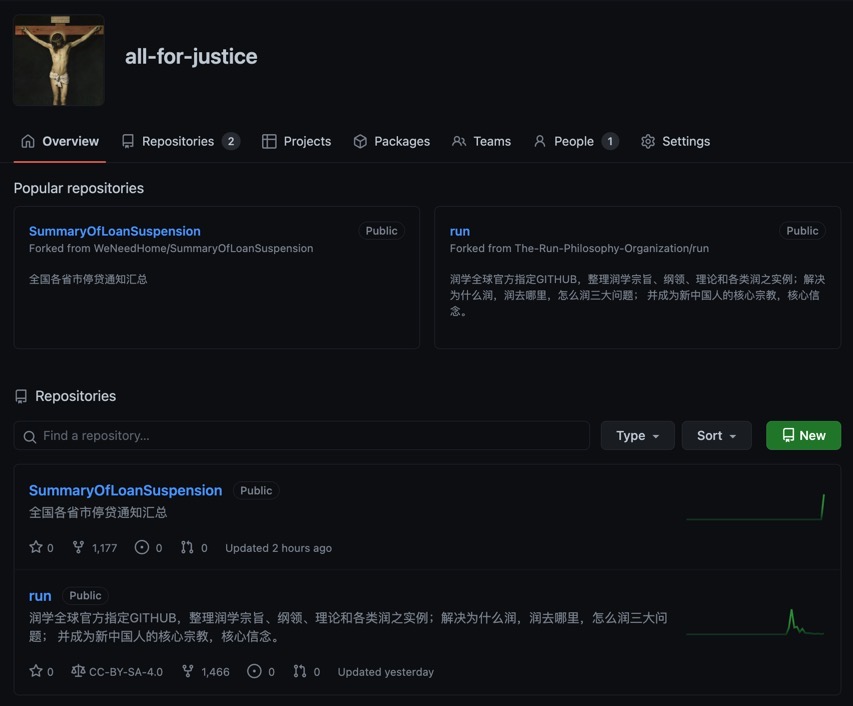 all-for-justice
Overview
Repositories 2
Projects
Packages
Teams
People 1
Settings
Popular repositories
SummaryOfLoanSuspension Public
Forked from WeNeedHome/SummaryOfLoanSuspension
全国各省市停贷通知汇总
run Public
Forked from The-Run-Philosophy-Organization/run
润学全球官方指定GITHUB，整理润学宗旨、纲领、理论和各类润之实例；解决
为什么润，润去哪里，怎么润三大问题； 并成为新中国人的核心宗教，核心信
念。
Repositories
Find a repository...
Type
Sort
New
SummaryOfLoanSuspension Public
全国各省市停贷通知汇总
0 1,177 0 0 Updated 2 hours ago
run Public
润学全球官方指定GITHUB，整理润学宗旨、纲领、理论和各类润之实例；解决为什么润，润去哪里，怎么润三大问
题； 并成为新中国人的核心宗教，核心信念。
0 CC-BY-SA-4.0 1,466 0 0 Updated yesterday